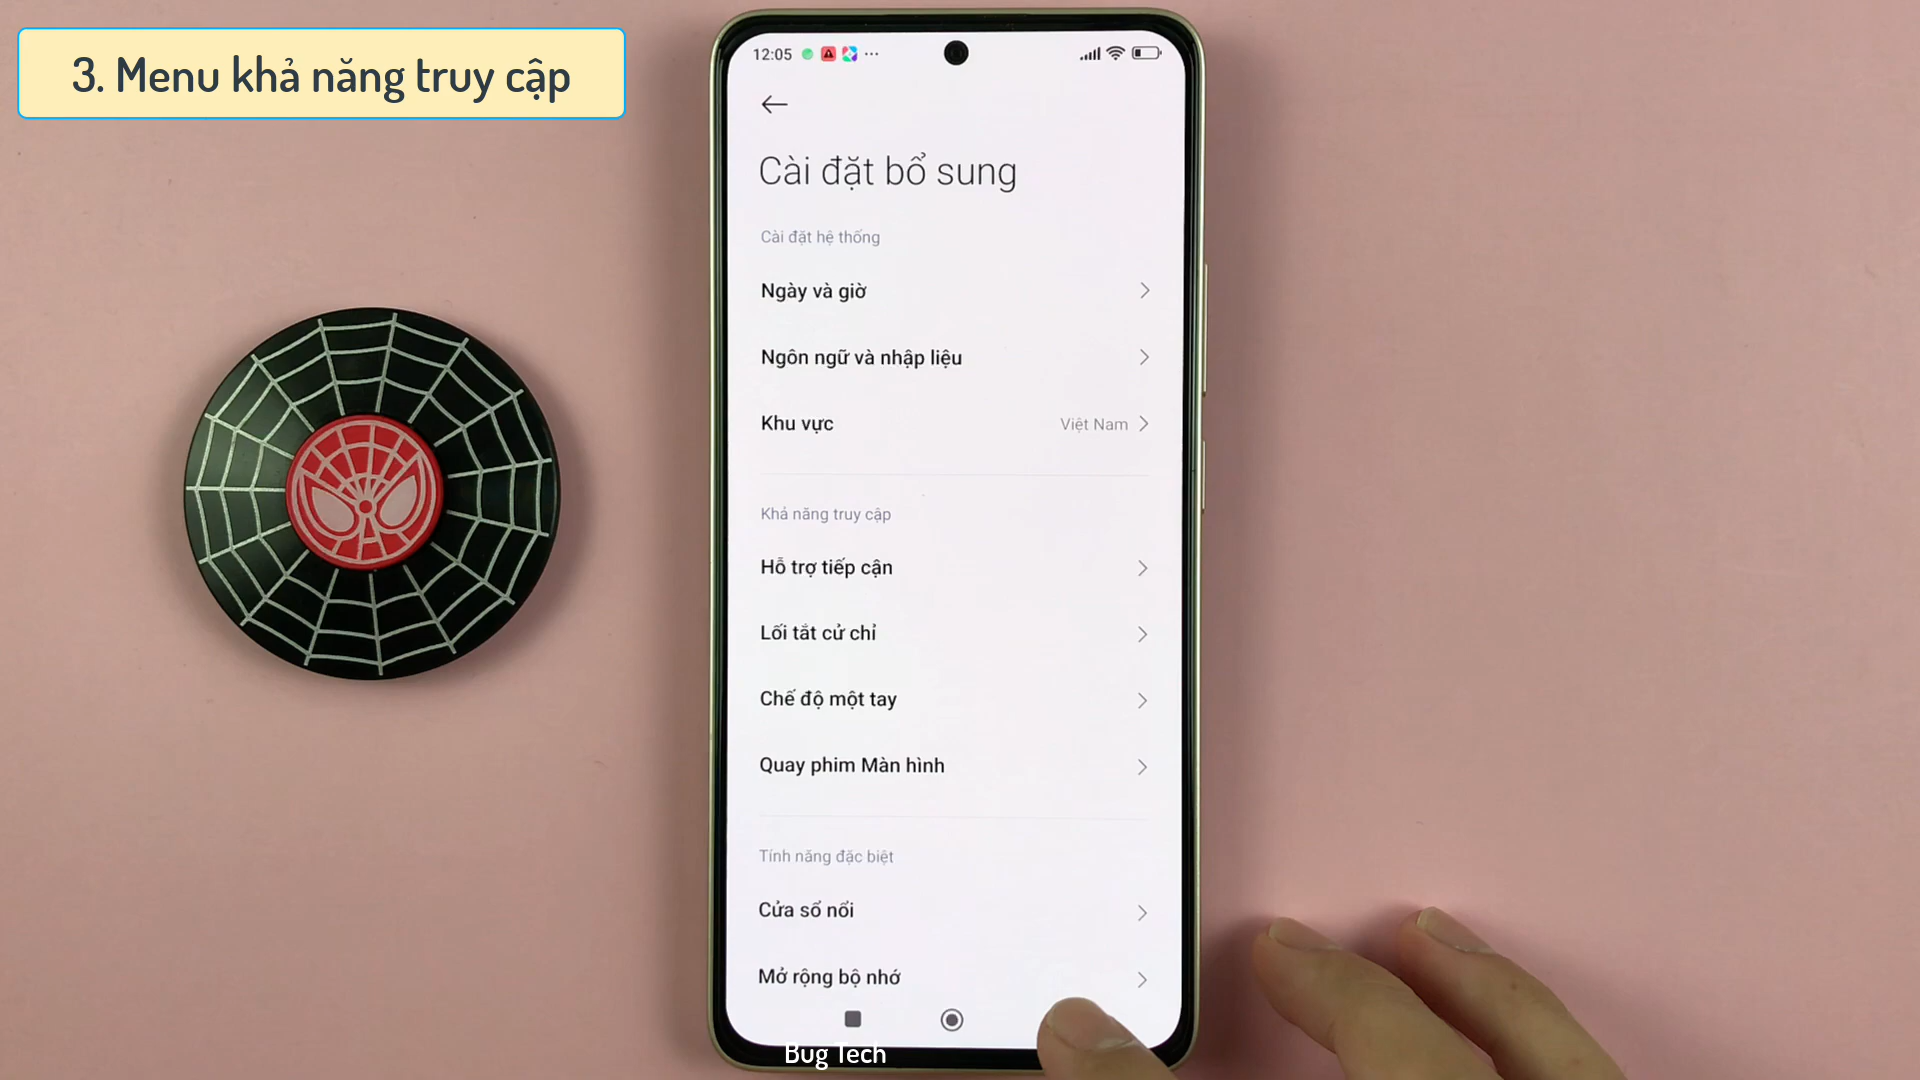 3. Menu khả năng truy cập
12:05
Cài đặt bổ sung
Cài đặt hệ thống
Ngày và giờ
Ngôn ngữ và nhập liệu
Khu vực Việt Nam
Khả năng truy cập
Hỗ trợ tiếp cận
Lối tắt cử chỉ
Chế độ một tay
Quay phim Màn hình
Tính năng đặc biệt
Cửa sổ nổi
Mở rộng bộ nhớ
Bug Tech